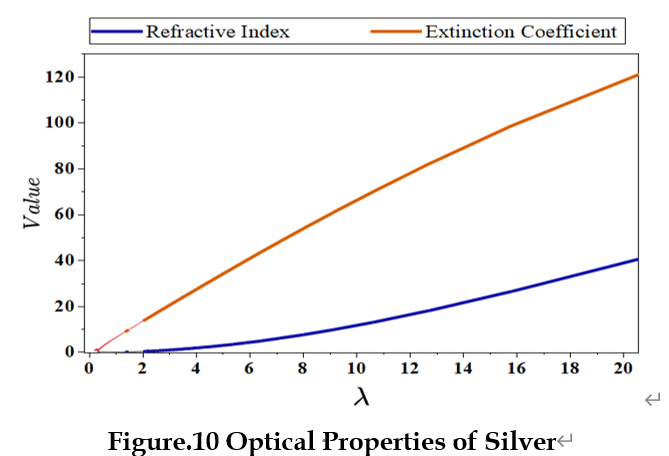 Refractive Index Extinction Coefficient
120
100
80
60
40
20
0
Value
0 2 4 6 8 10 12 14 16 18 20
λ
Figure.10 Optical Properties of Silver